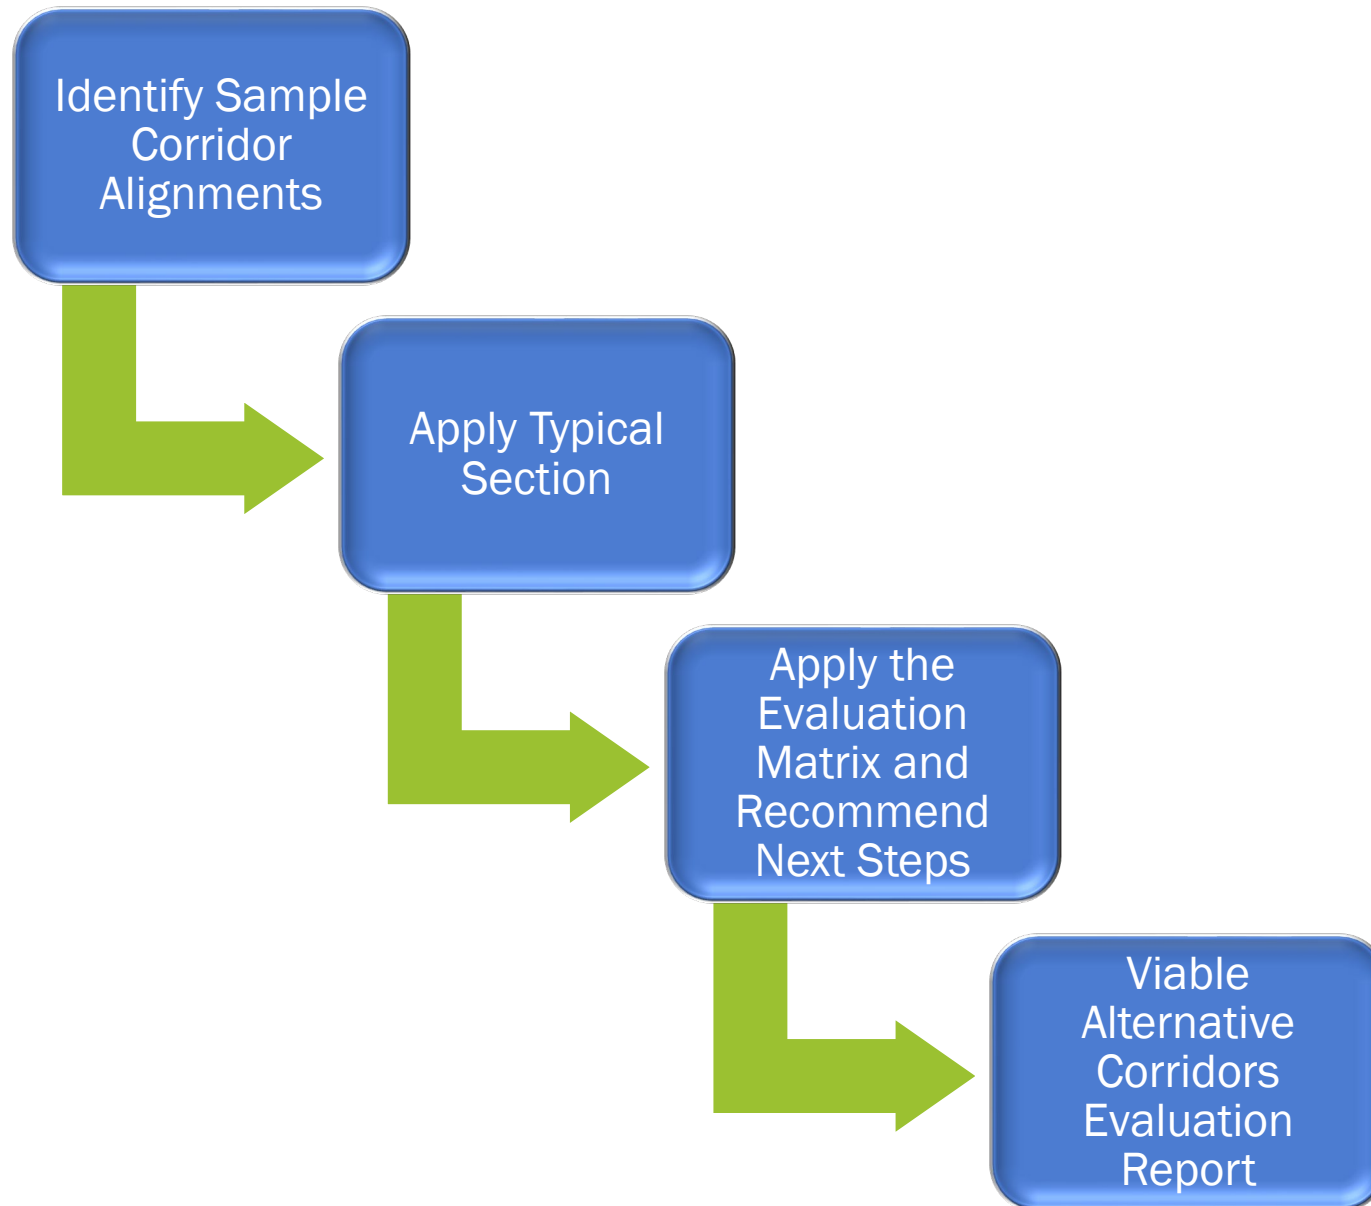 Identify Sample
Corridor
Alignments
Apply Typical
Section
Apply the
Evaluation
Matrix and
Recommend
Next Steps
Viable
Alternative
Corridors
Evaluation
Report